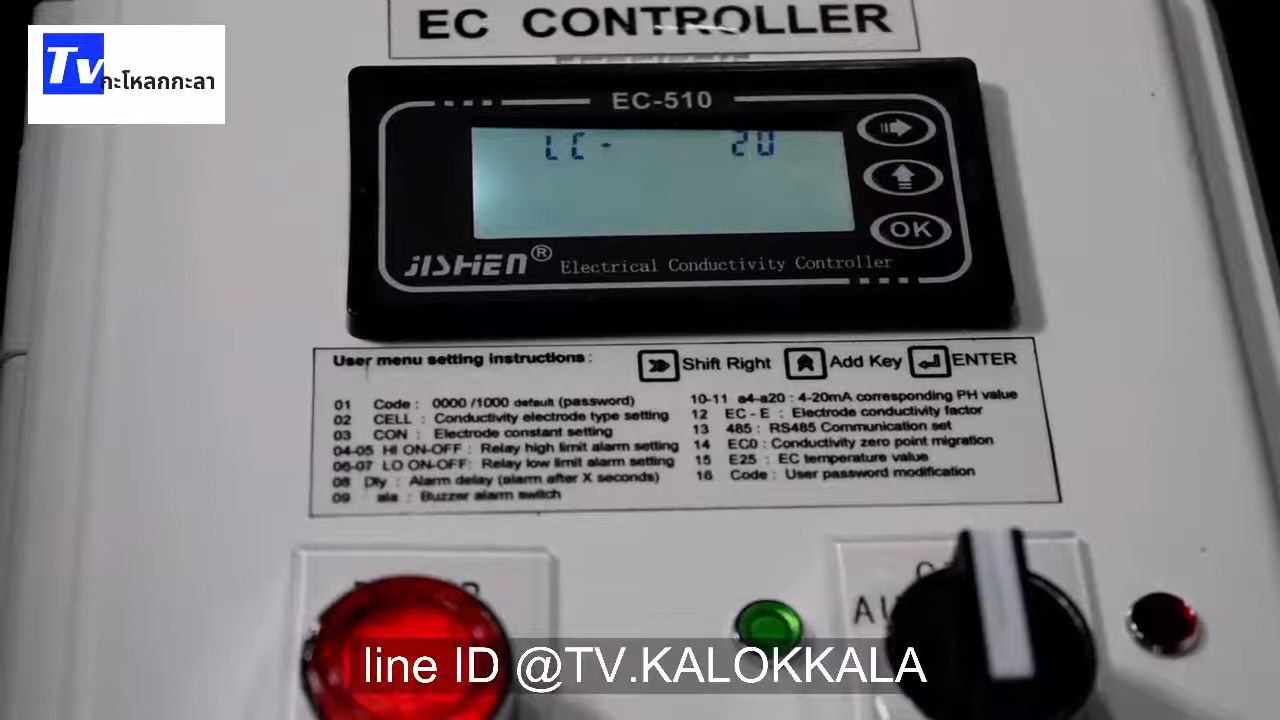 EC CONTROLLER
Tv กะโหลกกะลา
EC-510
OK
JISHEN®
Electrical Conductivity Controller
User menu setting instructions : Shift Right Add Key ENTER
01 Code : 0000 /1000 default (password)
02 CELL : Conductivity electrode type setting
03 CON : Electrode constant setting
04-05 HI ON-OFF : Relay high limit alarm setting
06-07 LO ON-OFF: Relay low limit alarm setting
08 Dly : Alarm delay (alarm after X seconds)
09 ala : Buzzer alarm switch
10-11 a4-a20 : 4-20mA corresponding PH value
12 EC - E : Electrode conductivity factor
13 485 : RS485 Communication set
14 EC0 : Conductivity zero point migration
15 E25 : EC temperature value
16 Code : User password modification
line ID @TV.KALOKKALA